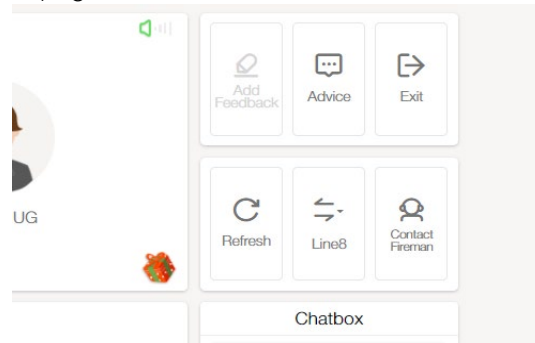 Add
Feedback
Advice
Exit
UG
Refresh
Line8
Contact
Fireman
Chatbox